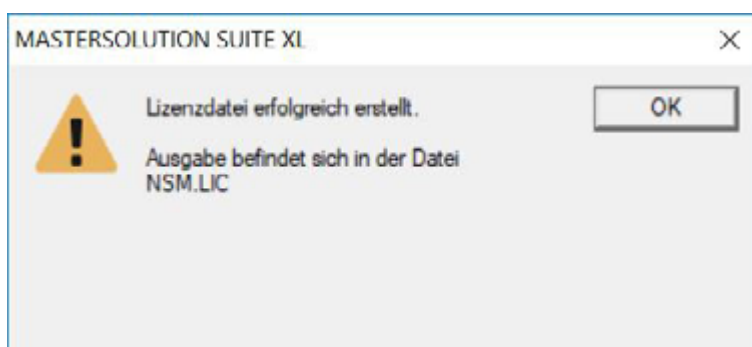 MASTERSOLUTION SUITE XL
Lizenzdatei erfolgreich erstellt.
OK
Ausgabe befindet sich in der Datei
NSM.LIC